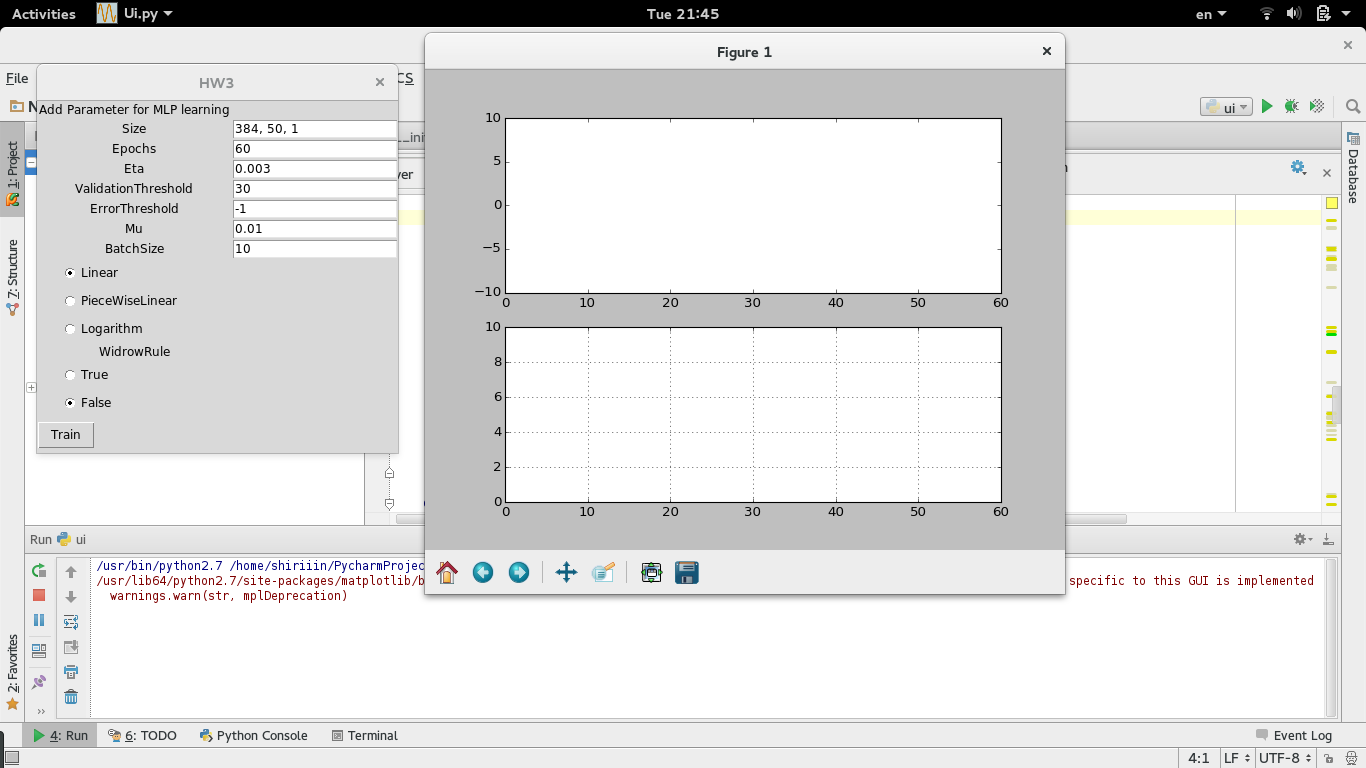 Activities Ui.py Tue 21:45 en
Figure 1
HW3
File CS
Add Parameter for MLP learning
Size 384, 50, 1
Epochs 60
Eta 0.003
ValidationThreshold 30
ErrorThreshold -1
Mu 0.01
BatchSize 10
Linear
PieceWiseLinear
Logarithm
WidrowRule
True
False
Train
10
5
0
−5
−10
0 10 20 30 40 50 60
10
8
6
4
2
0
0 10 20 30 40 50 60
ui
1: Project
7: Structure
2: Favorites
Database
Run ui
/usr/bin/python2.7 /home/shiriiin/PycharmProjec
/usr/lib64/python2.7/site-packages/matplotlib/b specific to this GUI is implemented
warnings.warn(str, mplDeprecation)
4: Run 6: TODO Python Console Terminal Event Log
4:1 LF UTF-8